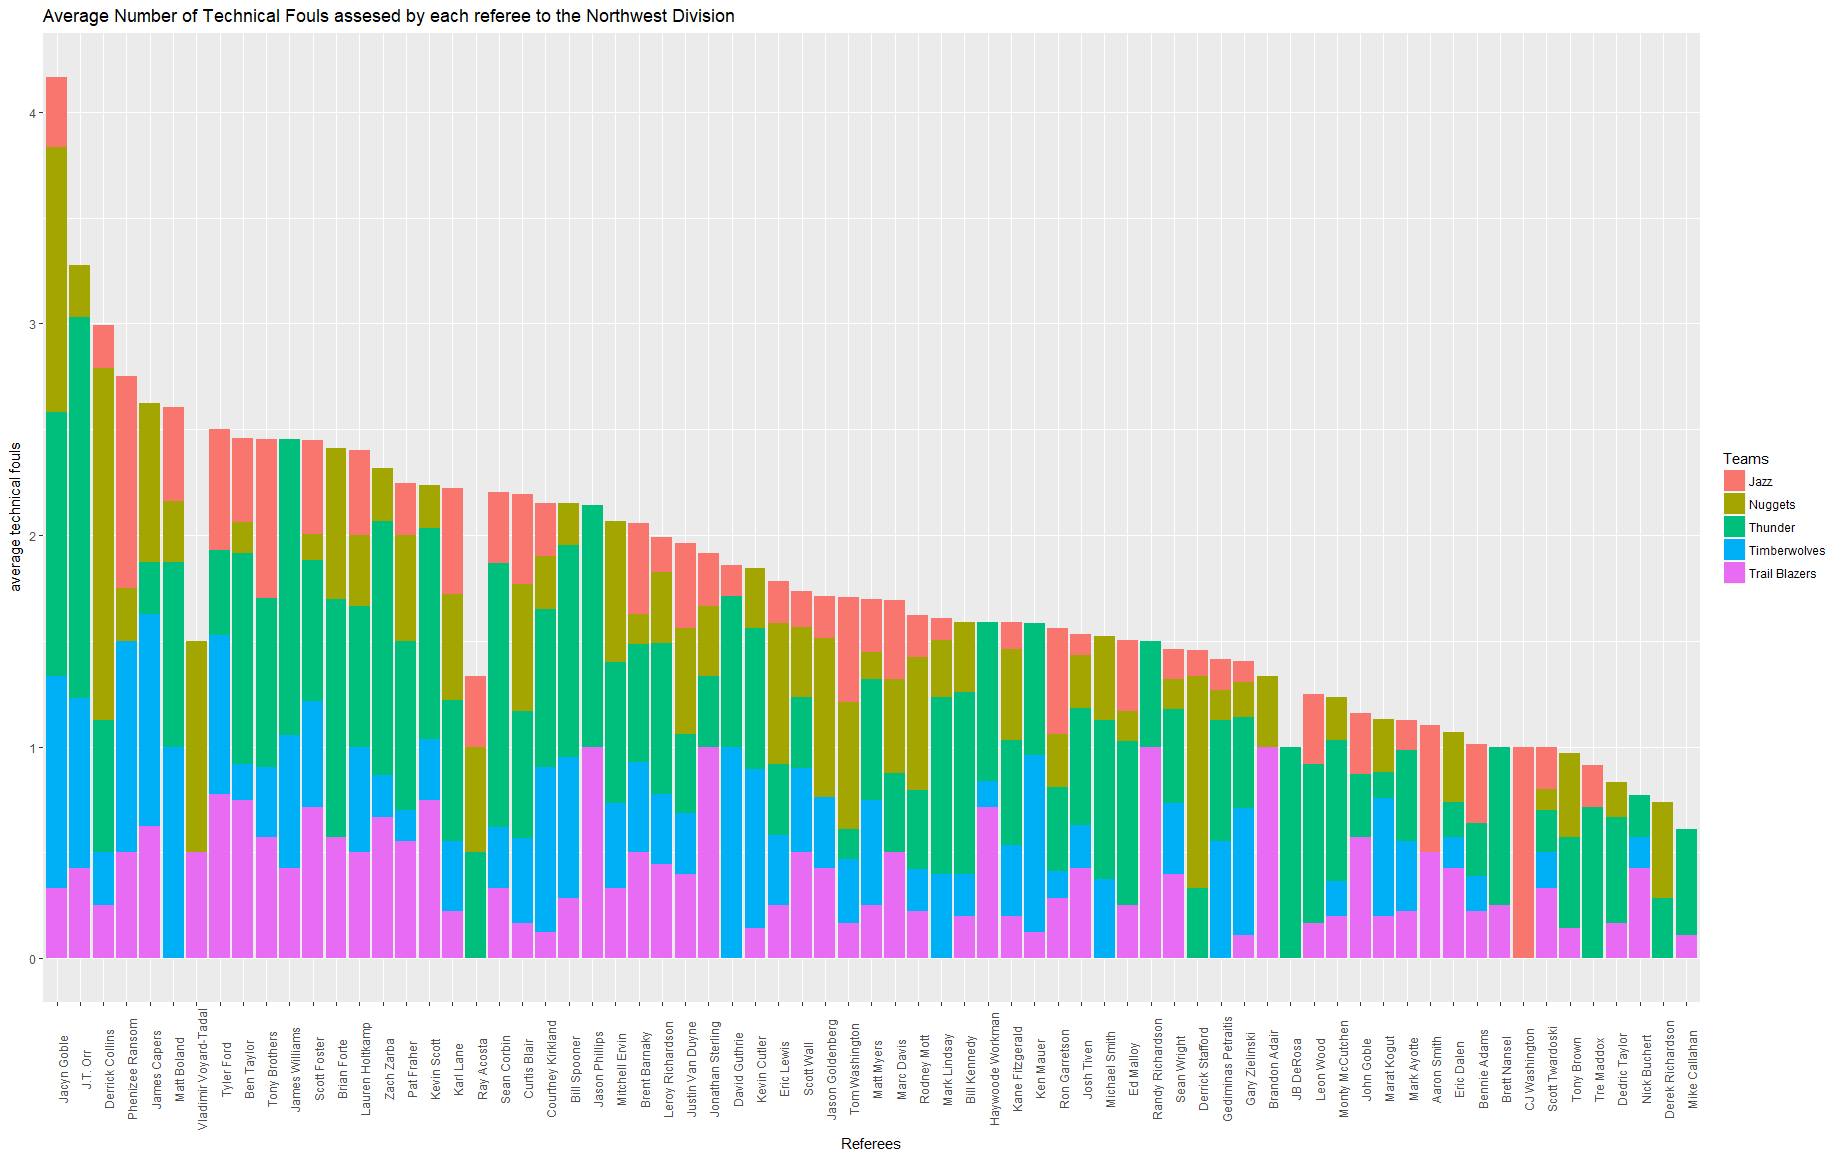 Average Number of Technical Fouls assesed by each referee to the Northwest Division
average technical fouls
4
3
2
1
0
Jacyn Goble
J.T. Orr
Derrick Collins
Phenizee Ransom
James Capers
Matt Boland
Vladimir Voyard-Tadal
Tyler Ford
Ben Taylor
Tony Brothers
James Williams
Scott Foster
Brian Forte
Lauren Holtkamp
Zach Zarba
Pat Fraher
Kevin Scott
Karl Lane
Ray Acosta
Sean Corbin
Curtis Blair
Courtney Kirkland
Bill Spooner
Jason Phillips
Mitchell Ervin
Brent Barnaky
Leroy Richardson
Justin Van Duyne
Jonathan Sterling
David Guthrie
Kevin Cutler
Eric Lewis
Scott Wall
Jason Goldenberg
Tom Washington
Matt Myers
Marc Davis
Rodney Mott
Mark Lindsay
Bill Kennedy
Haywoode Workman
Kane Fitzgerald
Ken Mauer
Ron Garretson
Josh Tiven
Michael Smith
Ed Malloy
Randy Richardson
Sean Wright
Derrick Stafford
Gediminas Petraitis
Gary Zielinski
Brandon Adair
JB DeRosa
Leon Wood
Monty McCutchen
John Goble
Marat Kogut
Mark Ayotte
Aaron Smith
Eric Dalen
Bennie Adams
Brett Nansel
CJ Washington
Scott Twardoski
Tony Brown
Tre Maddox
Dedric Taylor
Nick Buchert
Derek Richardson
Mike Callahan
Referees
Teams
Jazz
Nuggets
Thunder
Timberwolves
Trail Blazers